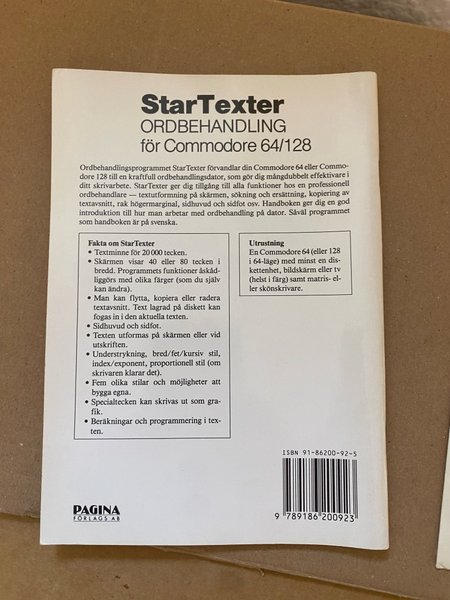 StarTexter
ORDBEHANDLING
för Commodore 64/128
Ordbehandlingsprogrammet StarTexter förvandlar din Commodore 64 eller Commo-
dore 128 till en kraftfull ordbehandlingsdator, som gör dig mångdubbelt effektivare i
ditt skrivarbete. StarTexter ger dig tillgång till alla funktioner hos en professionell
ordbehandlare — textutformning på skärmen, sökning och ersättning, kopiering av
textavsnitt, rak högermarginal, sidhuvud och sidfot osv. Handboken ger dig en god
introduktion till hur man arbetar med ordbehandling på dator. Såväl programmet
som handboken är på svenska.
Fakta om StarTexter
• Textminne för 20 000 tecken.
• Skärmen visar 40 eller 80 tecken i
bredd. Programmets funktioner åskåd-
liggörs med olika färger (som du själv
kan ändra).
• Man kan flytta, kopiera eller radera
textavsnitt. Text lagrad på diskett kan
fogas in i den aktuella texten.
• Sidhuvud och sidfot.
• Texten utformas på skärmen eller vid
utskriften.
• Understrykning, bred/fet/kursiv stil,
index/exponent, proportionell stil (om
skrivaren klarar det).
• Fem olika stilar och möjligheter att
bygga egna.
• Specialtecken kan skrivas ut som gra-
fik.
• Beräkningar och programmering i tex-
ten.
Utrustning
En Commodore 64 (eller 128
i 64-läge) med minst en dis-
kettenhet, bildskärm eller tv
(helst i färg) samt matris- el-
ler skönskrivare.
ISBN 91-86200-92-5
9 789186 200923
PAGINA
FÖRLAGS AB